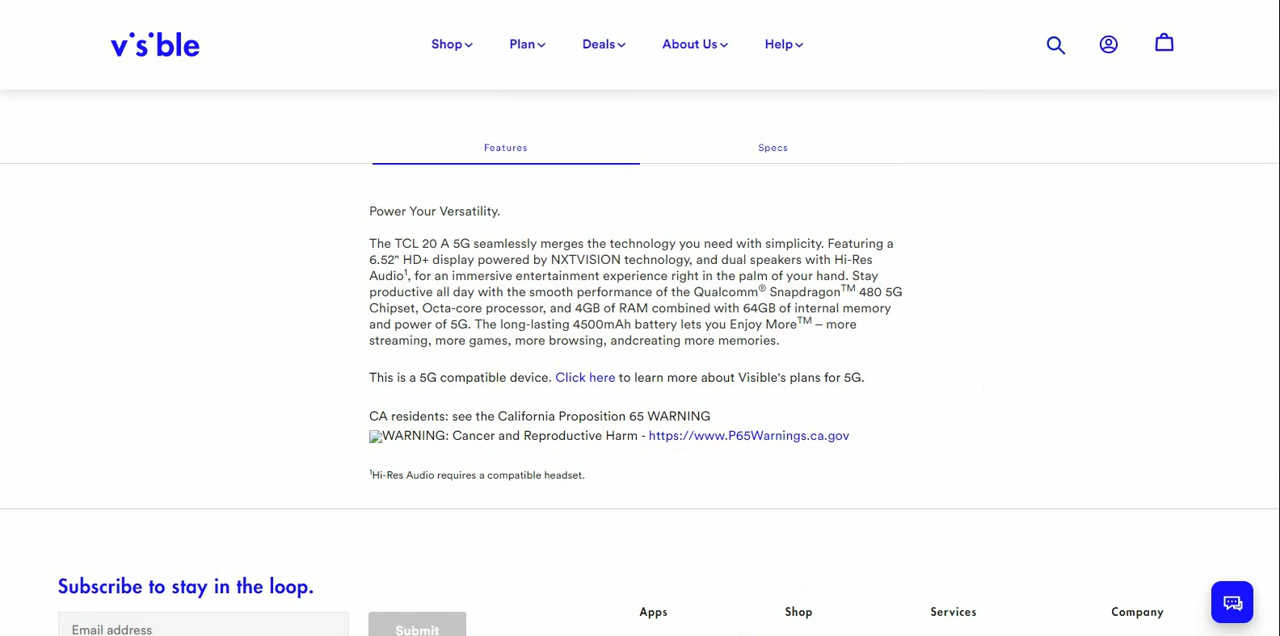 visible
Shop Plan Deals About Us Help
Features Specs
Power Your Versatility.
The TCL 20 A 5G seamlessly merges the technology you need with simplicity. Featuring a
6.52" HD+ display powered by NXTVISION technology, and dual speakers with Hi-Res
Audio¹, for an immersive entertainment experience right in the palm of your hand. Stay
productive all day with the smooth performance of the Qualcomm® Snapdragon™ 480 5G
Chipset, Octa-core processor, and 4GB of RAM combined with 64GB of internal memory
and power of 5G. The long-lasting 4500mAh battery lets you Enjoy More™ – more
streaming, more games, more browsing, andcreating more memories.
This is a 5G compatible device. Click here to learn more about Visible's plans for 5G.
CA residents: see the California Proposition 65 WARNING
WARNING: Cancer and Reproductive Harm - https://www.P65Warnings.ca.gov
¹Hi-Res Audio requires a compatible headset.
Subscribe to stay in the loop.
Apps Shop Services Company
Email address Submit